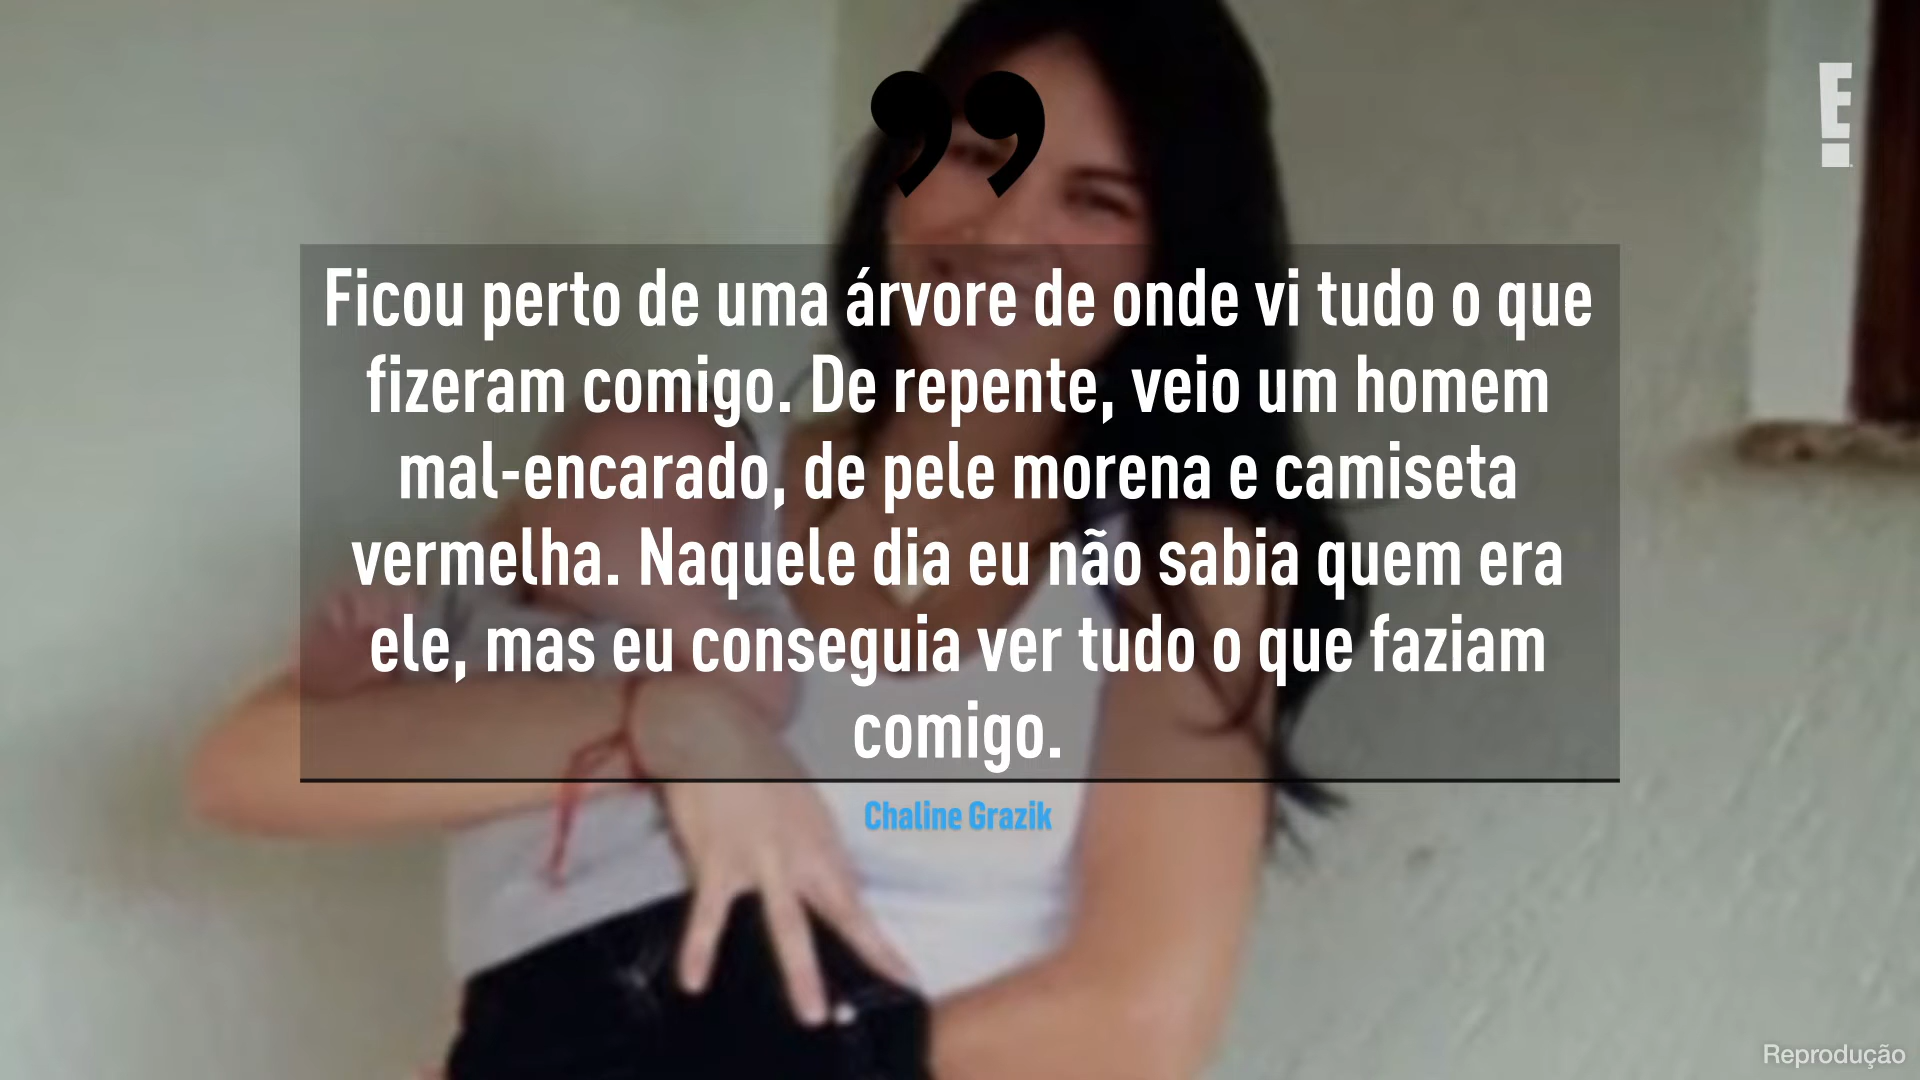 ”
E!
Ficou perto de uma árvore de onde vi tudo o que
fizeram comigo. De repente, veio um homem
mal-encarado, de pele morena e camiseta
vermelha. Naquele dia eu não sabia quem era
ele, mas eu conseguia ver tudo o que faziam
comigo.
Chaline Grazik
Reprodução